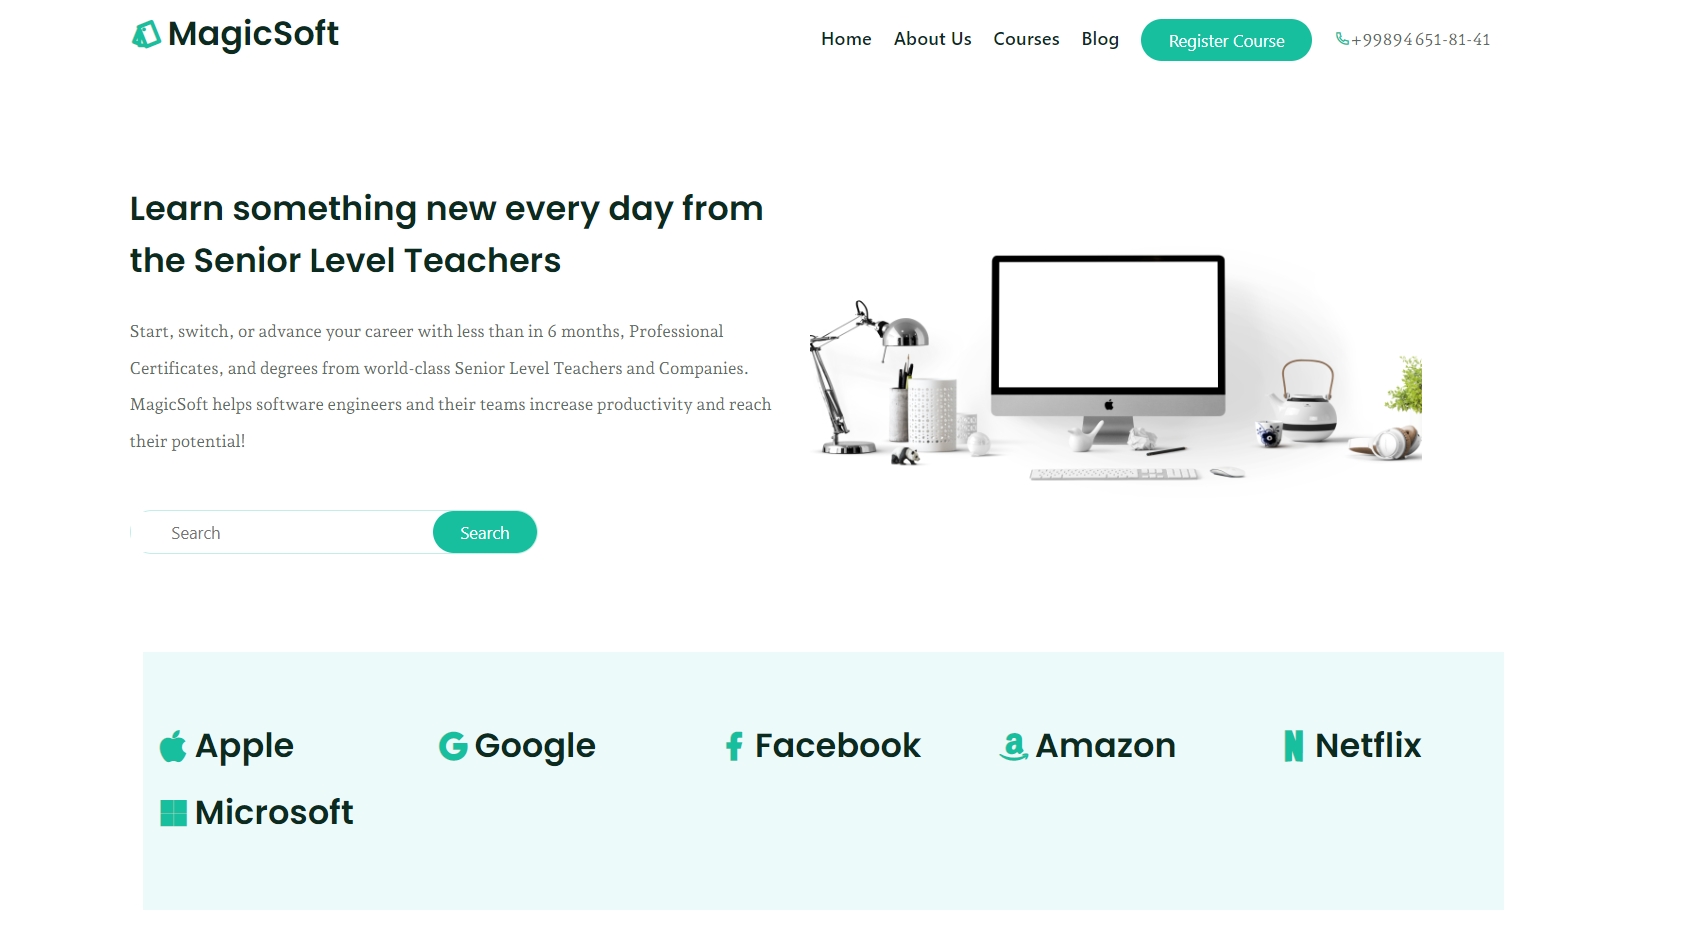 MagicSoft
Home About Us Courses Blog Register Course +99894 651-81-41
Learn something new every day from
the Senior Level Teachers
Start, switch, or advance your career with less than in 6 months, Professional
Certificates, and degrees from world-class Senior Level Teachers and Companies.
MagicSoft helps software engineers and their teams increase productivity and reach
their potential!
Search Search
Apple Google Facebook Amazon Netflix
Microsoft